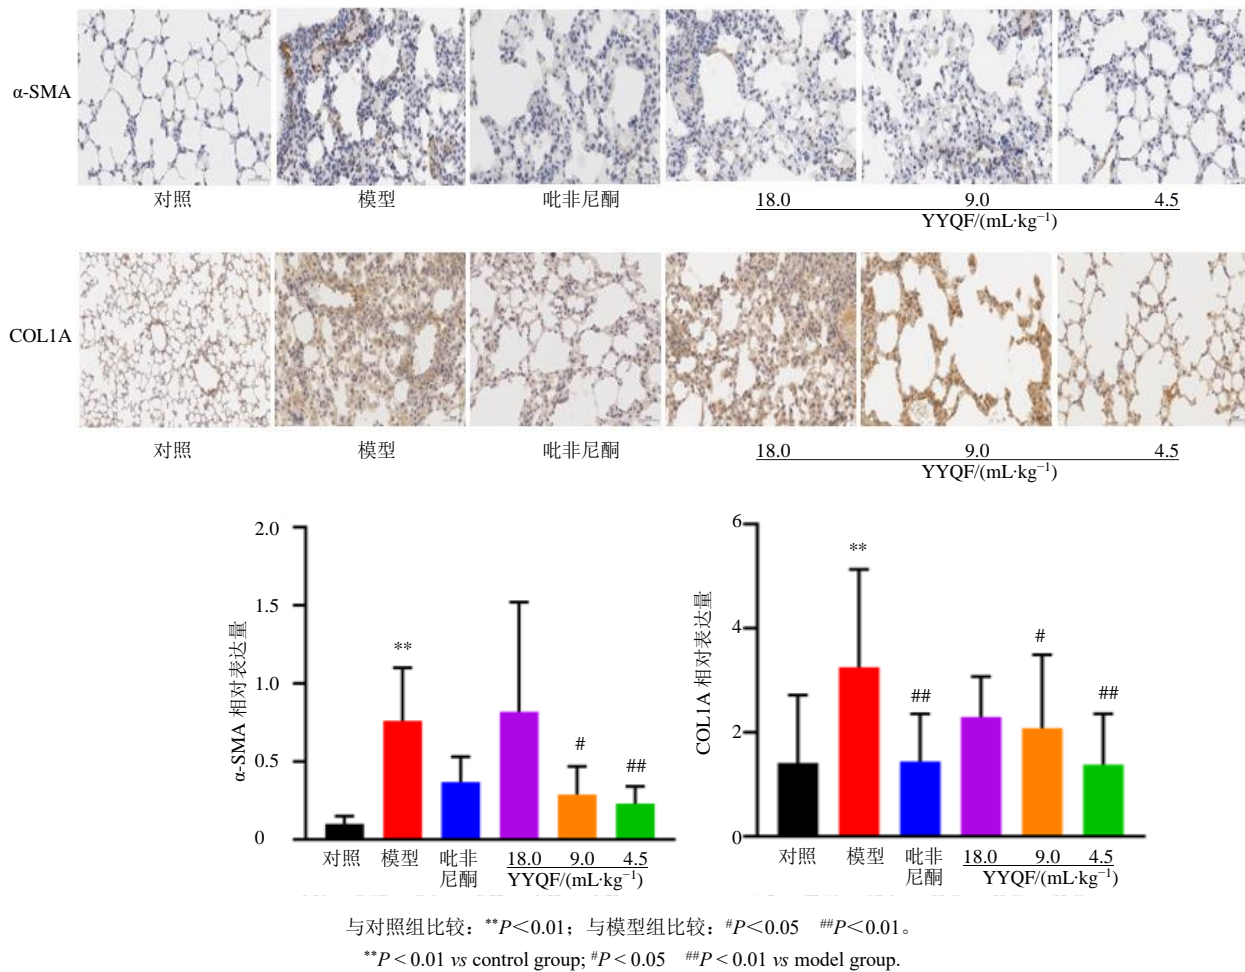 α-SMA
对照 模型 吡非尼酮 18.0 9.0 4.5
YYQF/(mL·kg⁻¹)
COL1A
对照 模型 吡非尼酮 18.0 9.0 4.5
YYQF/(mL·kg⁻¹)
α-SMA 相对表达量
2.0
1.5
1.0
0.5
0
**
#
##
对照 模型 吡非尼酮 18.0 9.0 4.5
YYQF/(mL·kg⁻¹)
COL1A 相对表达量
6
4
2
0
**
##
#
##
对照 模型 吡非尼酮 18.0 9.0 4.5
YYQF/(mL·kg⁻¹)
与对照组比较：**P＜0.01；与模型组比较：#P＜0.05 ##P＜0.01。
**P < 0.01 vs control group; #P < 0.05 ##P < 0.01 vs model group.